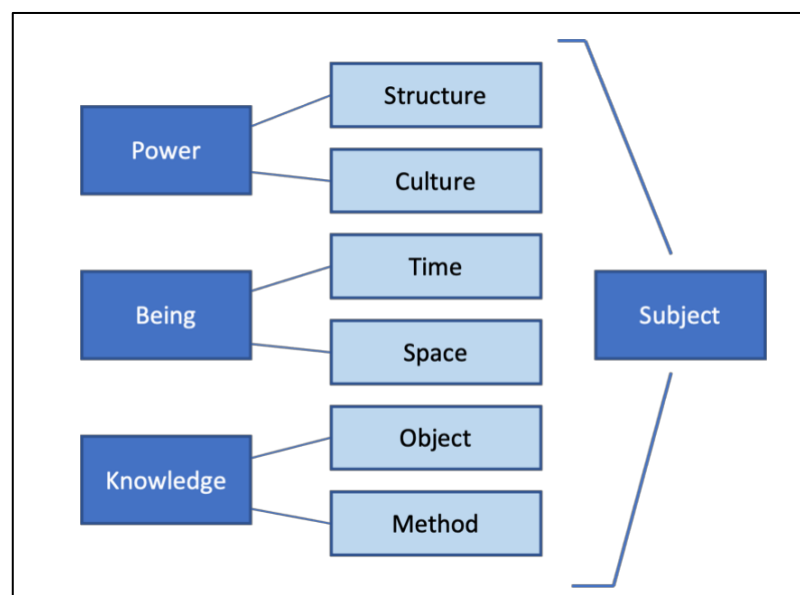 Power
Structure
Culture
Being
Time
Space
Knowledge
Object
Method
Subject